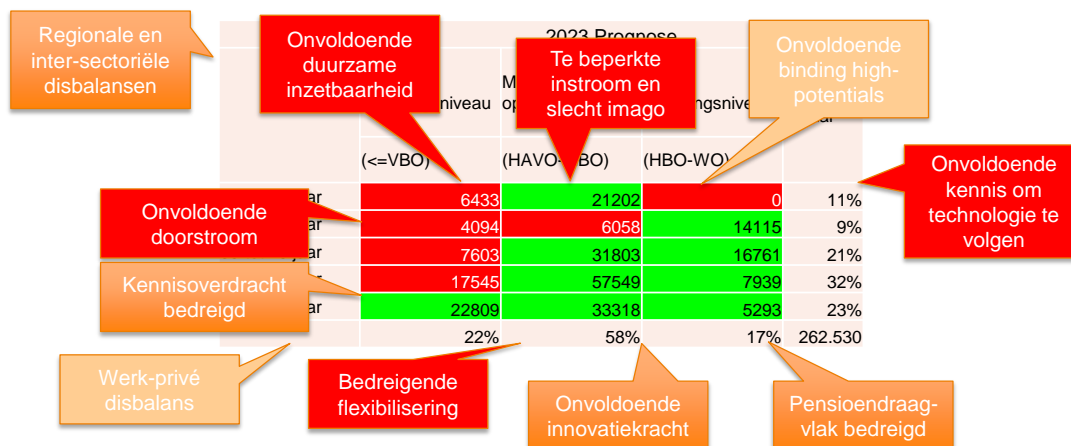 Regionale en
inter-sectoriële
disbalansen
Onvoldoende
duurzame
inzetbaarheid
2023 Prognose
Te beperkte
instroom en
slecht imago
Onvoldoende
binding high-
potentials
niveau
(<=VBO)
(HBO-WO)
Onvoldoende
kennis om
technologie te
volgen
Onvoldoende
doorstroom
Kennisoverdracht
bedreigd
6433 21202 0 11%
4094 6058 14115 9%
7603 31803 16761 21%
17545 57549 7939 32%
22809 33318 5293 23%
22% 58% 17% 262.530
Werk-privé
disbalans
Bedreigende
flexibilisering
Onvoldoende
innovatiekracht
Pensioendraag-
vlak bedreigd